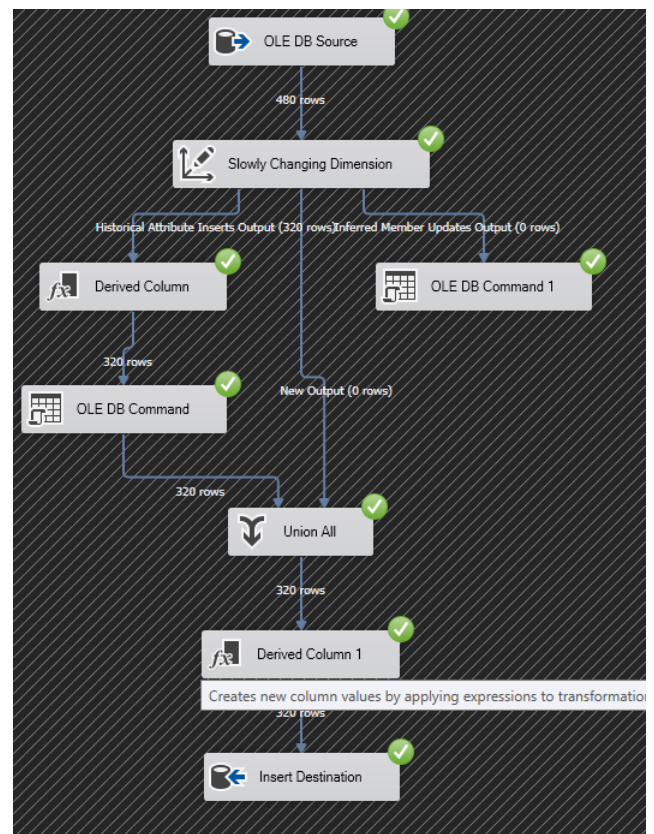 OLE DB Source
480 rows
Slowly Changing Dimension
Historical Attribute Inserts Output (320 rows)
Inferred Member Updates Output (0 rows)
Derived Column
OLE DB Command 1
320 rows
New Output (0 rows)
OLE DB Command
320 rows
Union All
320 rows
Derived Column 1
Creates new column values by applying expressions to transformation
320 rows
Insert Destination